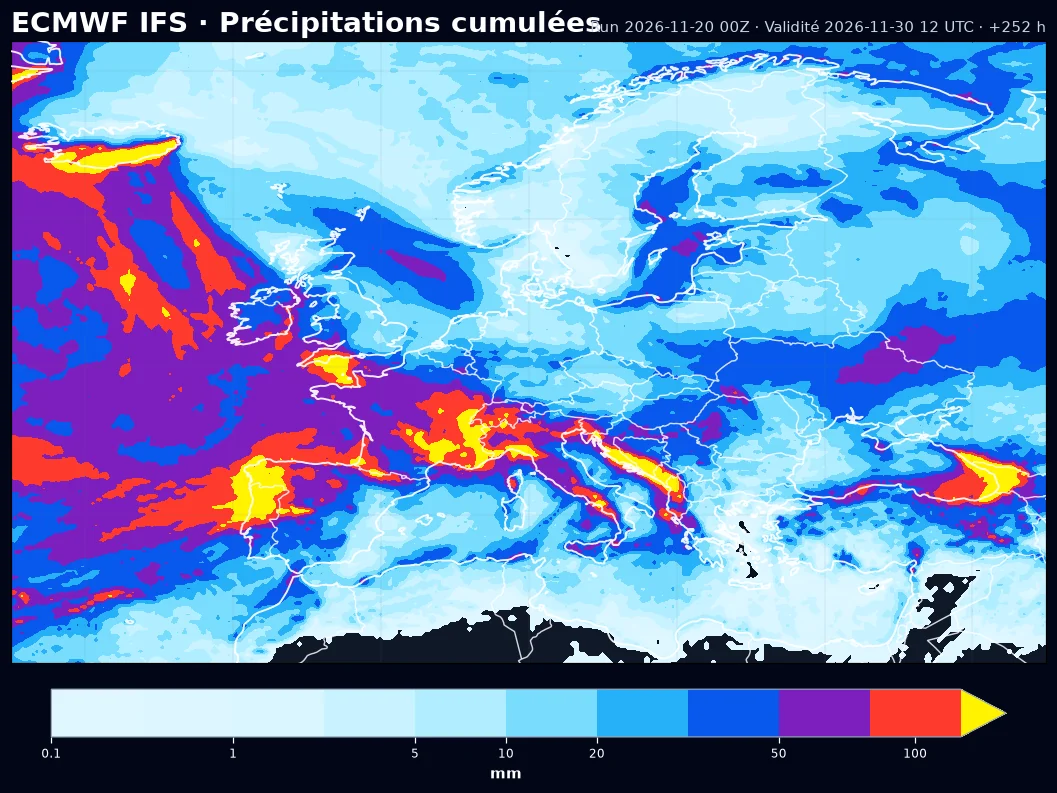 ECMWF IFS · Précipitations cumulées
Run 2026-11-20 00Z · Validité 2026-11-30 12 UTC · +252 h
0.1 1 5 10 20 50 100
mm